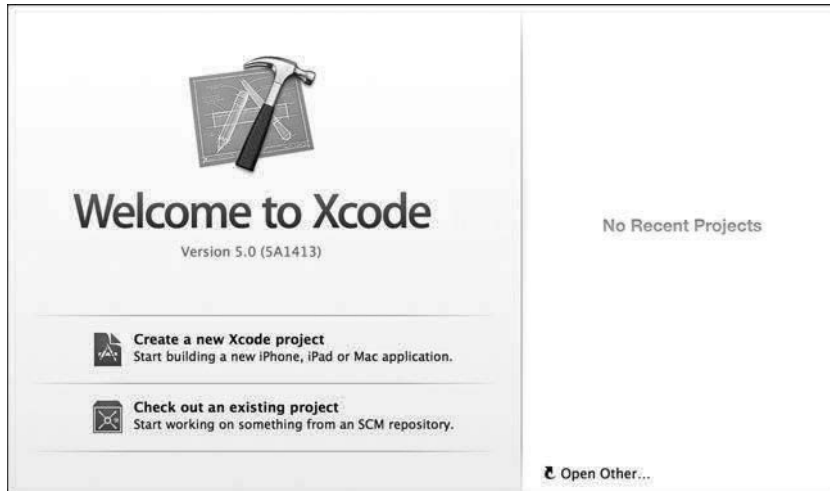 Welcome to Xcode
Version 5.0 (5A1413)
Create a new Xcode project
Start building a new iPhone, iPad or Mac application.
Check out an existing project
Start working on something from an SCM repository.
No Recent Projects
Open Other...